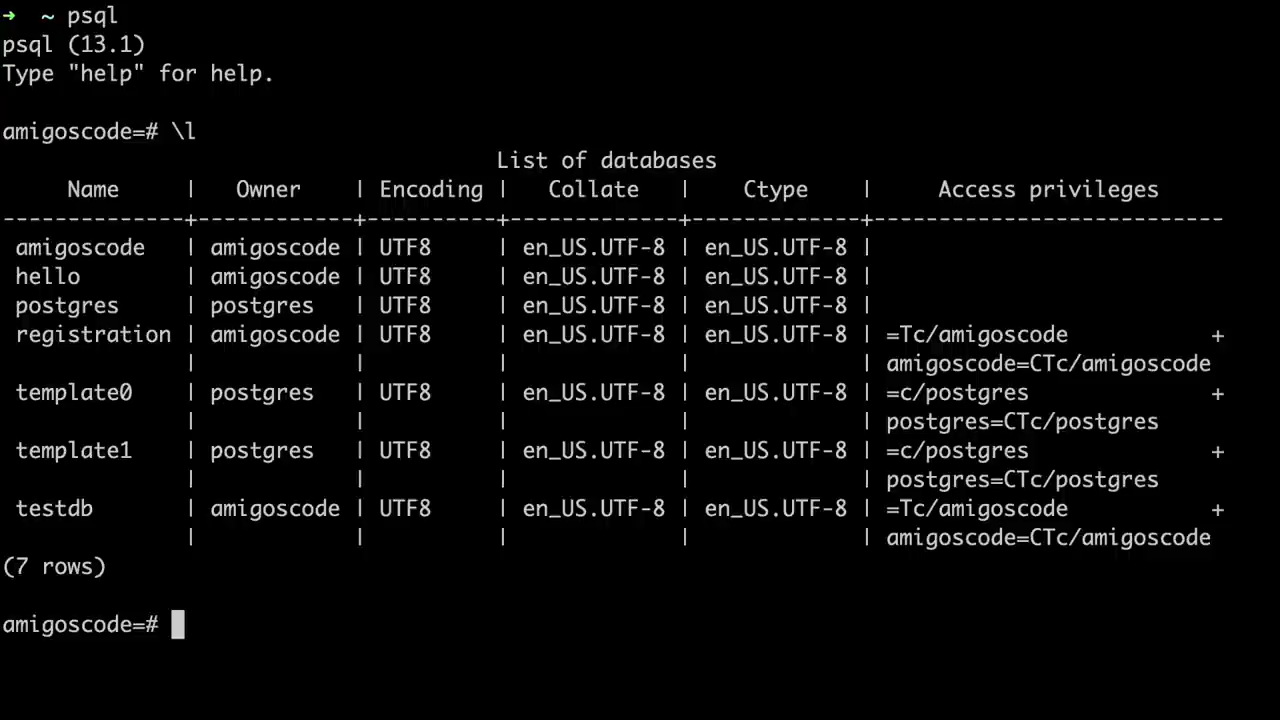 ➜  ~ psql
psql (13.1)
Type "help" for help.

amigoscode=# \l
                                      List of databases
     Name     |   Owner    | Encoding |   Collate   |    Ctype    |     Access privileges
--------------+------------+----------+-------------+-------------+---------------------------
 amigoscode   | amigoscode | UTF8     | en_US.UTF-8 | en_US.UTF-8 |
 hello        | amigoscode | UTF8     | en_US.UTF-8 | en_US.UTF-8 |
 postgres     | postgres   | UTF8     | en_US.UTF-8 | en_US.UTF-8 |
 registration | amigoscode | UTF8     | en_US.UTF-8 | en_US.UTF-8 | =Tc/amigoscode           +
              |            |          |             |             | amigoscode=CTc/amigoscode
 template0    | postgres   | UTF8     | en_US.UTF-8 | en_US.UTF-8 | =c/postgres              +
              |            |          |             |             | postgres=CTc/postgres
 template1    | postgres   | UTF8     | en_US.UTF-8 | en_US.UTF-8 | =c/postgres              +
              |            |          |             |             | postgres=CTc/postgres
 testdb       | amigoscode | UTF8     | en_US.UTF-8 | en_US.UTF-8 | =Tc/amigoscode           +
              |            |          |             |             | amigoscode=CTc/amigoscode
(7 rows)

amigoscode=#